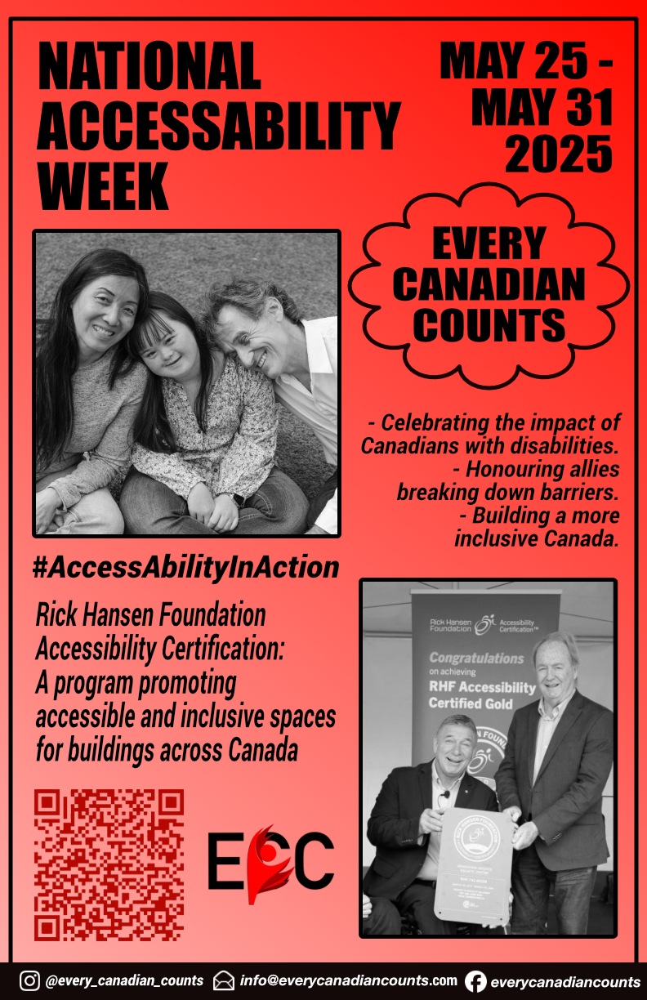 NATIONAL
ACCESSABILITY
WEEK
MAY 25 -
MAY 31
2025
EVERY
CANADIAN
COUNTS
- Celebrating the impact of
Canadians with disabilities.
- Honouring allies
breaking down barriers.
- Building a more
inclusive Canada.
#AccessAbilityInAction
Rick Hansen Foundation
Accessibility Certification:
A program promoting
accessible and inclusive spaces
for buildings across Canada
Rick Hansen
Foundation
Accessibility
Certification™
Congratulations
on achieving
RHF Accessibility
Certified Gold
RICK HANSEN FOUNDATION
ECC
@every_canadian_counts
info@everycanadiancounts.com
everycanadiancounts